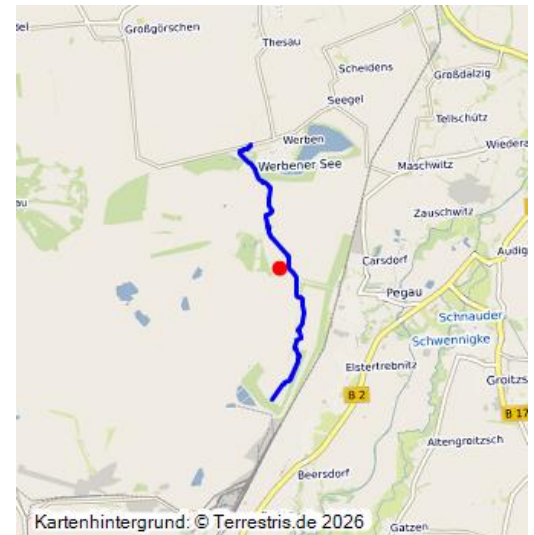 Großgörschen
Thesau
Scheidens
Großdalzig
Seegel
Tellschütz
Werben
Wiedera
Werbener See
Maschwitz
au
Zauschwitz
Carsdorf
Audig
Pegau
Schnauder
Schwennigke
Elstertrebnitz
Groitzs
B 2
B 17
Altengroitzsch
Beersdorf
Gatzen
Kartenhintergrund: © Terrestris.de 2026